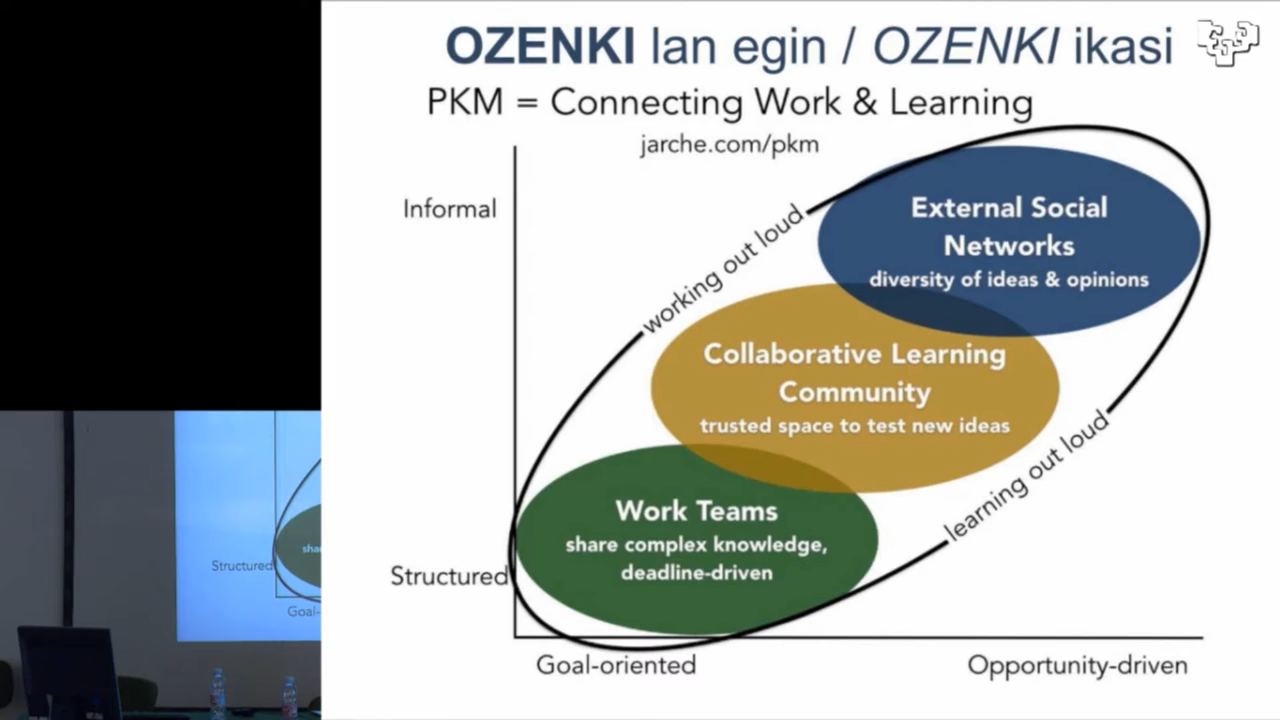 OZENKI lan egin / OZENKI ikasi
PKM = Connecting Work & Learning
jarche.com/pkm
Informal
External Social
Networks
diversity of ideas & opinions
working out loud
Collaborative Learning
Community
trusted space to test new ideas
learning out loud
Work Teams
share complex knowledge,
deadline-driven
Structured
Goal-oriented
Opportunity-driven
Structured
sha
Goal-